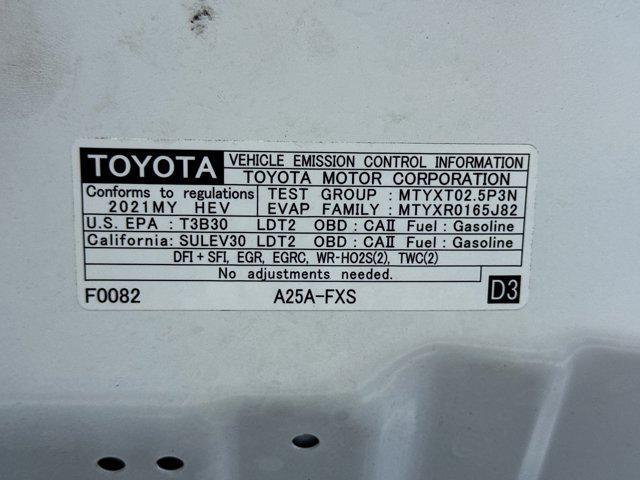 TOYOTA VEHICLE EMISSION CONTROL INFORMATION
TOYOTA MOTOR CORPORATION
Conforms to regulations TEST GROUP : MTYXT02.5P3N
2021MY HEV EVAP FAMILY : MTYXR0165J82
U.S. EPA : T3B30 LDT2 OBD : CAII Fuel : Gasoline
California: SULEV30 LDT2 OBD : CAII Fuel : Gasoline
DFI + SFI, EGR, EGRC, WR-HO2S(2), TWC(2)
No adjustments needed.
F0082 A25A-FXS D3